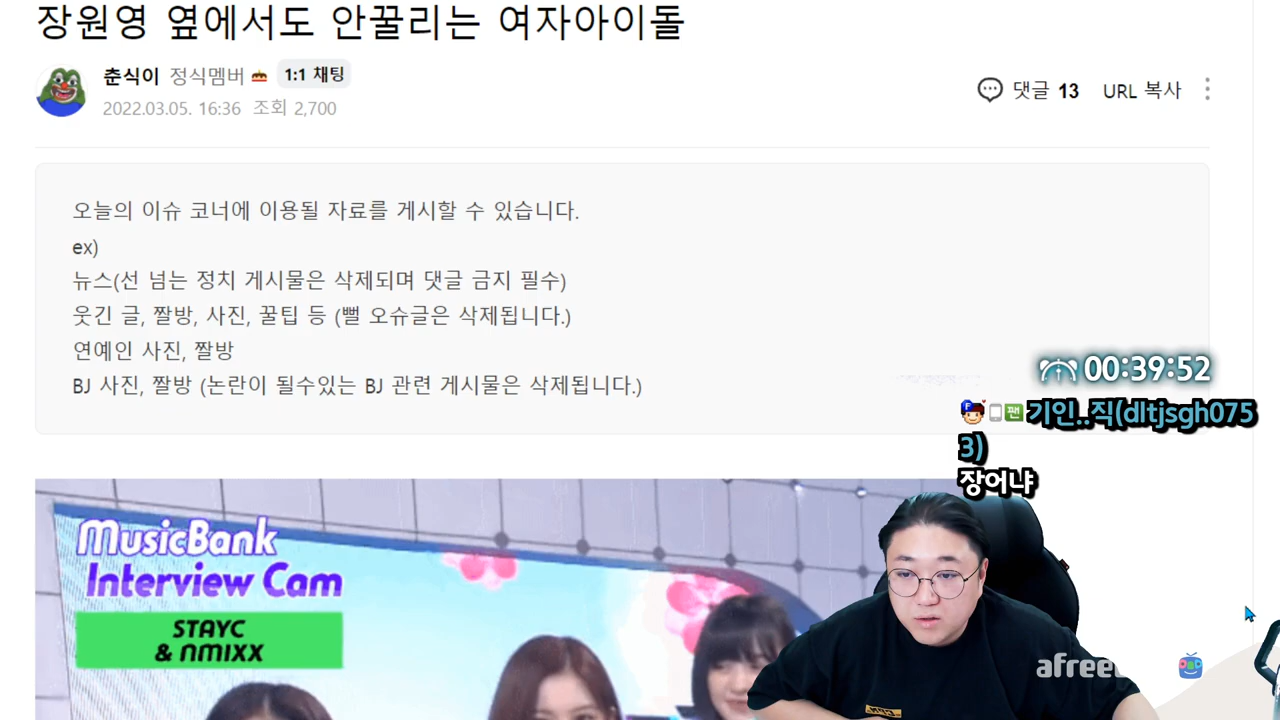 장원영 옆에서도 안꿀리는 여자아이돌
춘식이 정식멤버 1:1 채팅
2022.03.05. 16:36 조회 2,700
댓글 13 URL 복사
오늘의 이슈 코너에 이용될 자료를 게시할 수 있습니다.
ex)
뉴스(선 넘는 정치 게시물은 삭제되며 댓글 금지 필수)
웃긴 글, 짤방, 사진, 꿀팁 등 (뻘 오슈글은 삭제됩니다.)
연예인 사진, 짤방
BJ 사진, 짤방 (논란이 될수있는 BJ 관련 게시물은 삭제됩니다.)
00:39:52
팬 기인..직(dltjsgh075
3)
장어냐
MusicBank
Interview Cam
STAYC
& NMIXX